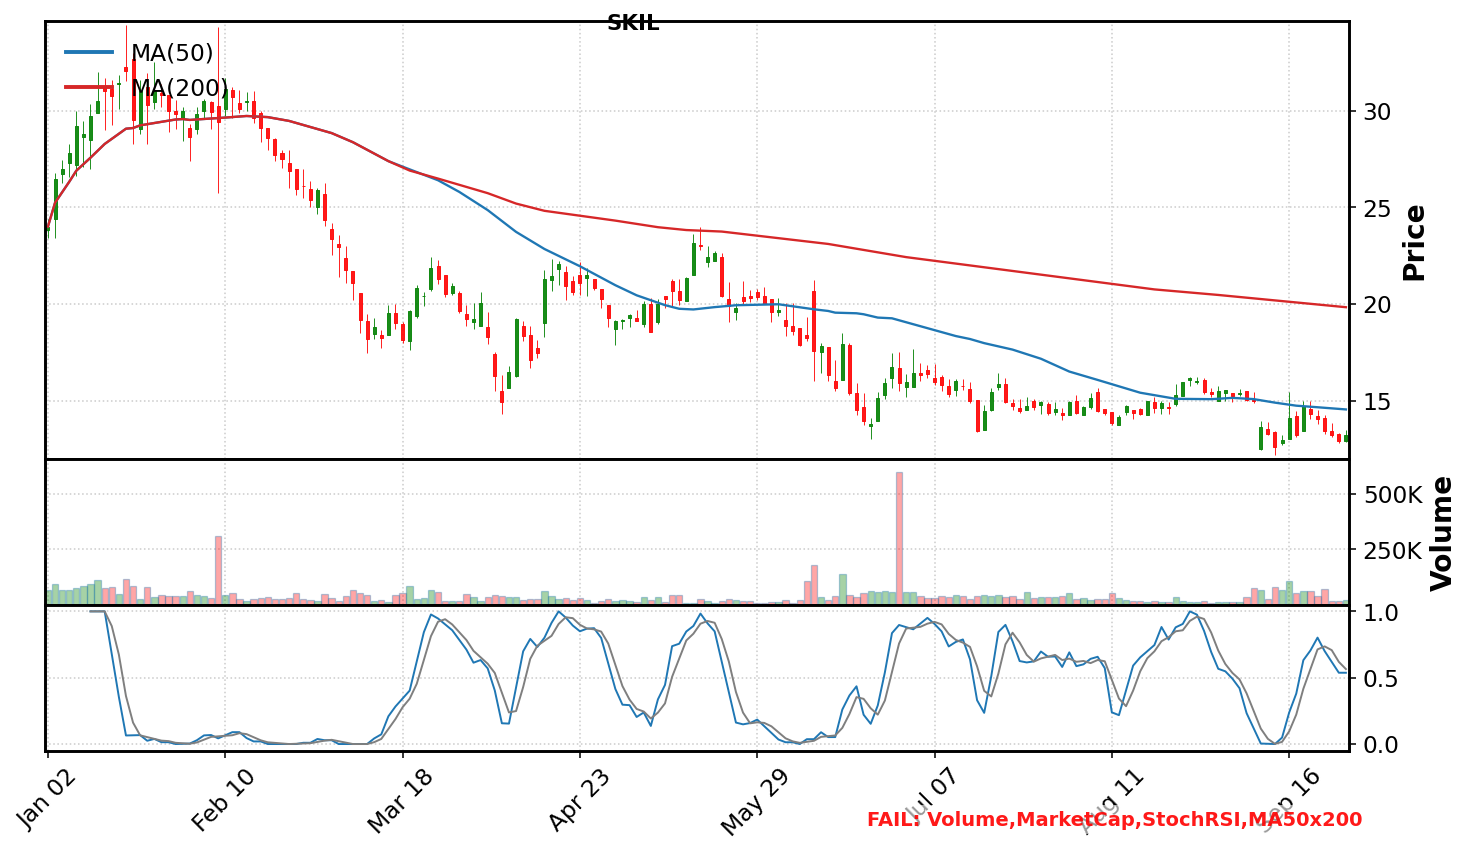 SKIL
MA(50)
MA(200)
30
25
20
15
Price
500K
250K
Volume
1.0
0.5
0.0
Jan 02
Feb 10
Mar 18
Apr 23
May 29
Jul 07
Aug 11
Sep 16
FAIL: Volume,MarketCap,StochRSI,MA50x200